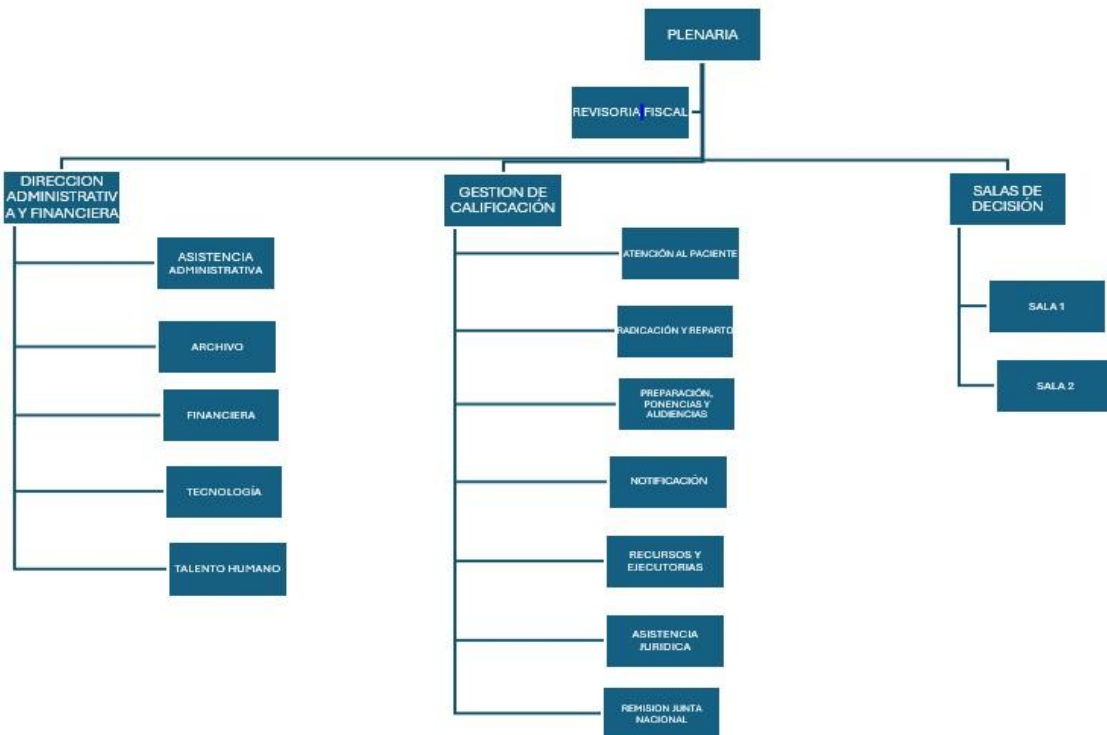 PLENARIA
REVISORIA FISCAL
DIRECCION
ADMINISTRATIV
A Y FINANCIERA
ASISTENCIA
ADMINISTRATIVA
ARCHIVO
FINANCIERA
TECNOLOGÍA
TALENTO HUMANO
GESTION DE
CALIFICACIÓN
ATENCIÓN AL PACIENTE
RADICACIÓN Y REPARTO
PREPARACIÓN,
PONENCIAS Y
AUDIENCIAS
NOTIFICACIÓN
RECURSOS Y
EJECUTORIAS
ASISTENCIA
JURIDICA
REMISION JUNTA
NACIONAL
SALAS DE
DECISIÓN
SALA 1
SALA 2